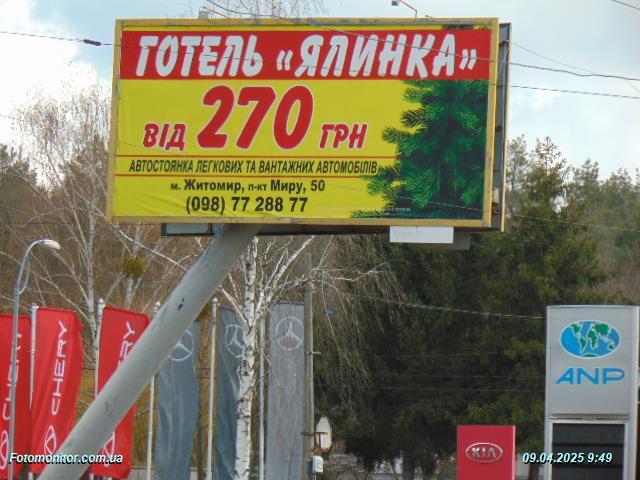 ГОТЕЛЬ «ЯЛИНКА»
ВІД 270 ГРН
АВТОСТОЯНКА ЛЕГКОВИХ ТА ВАНТАЖНИХ АВТОМОБІЛІВ
м. Житомир, п-кт Миру, 50
(098) 77 288 77
CHERY
CHERY
CHERY
ANP
KIA
Fotomonitor.com.ua
09.04.2025 9:49